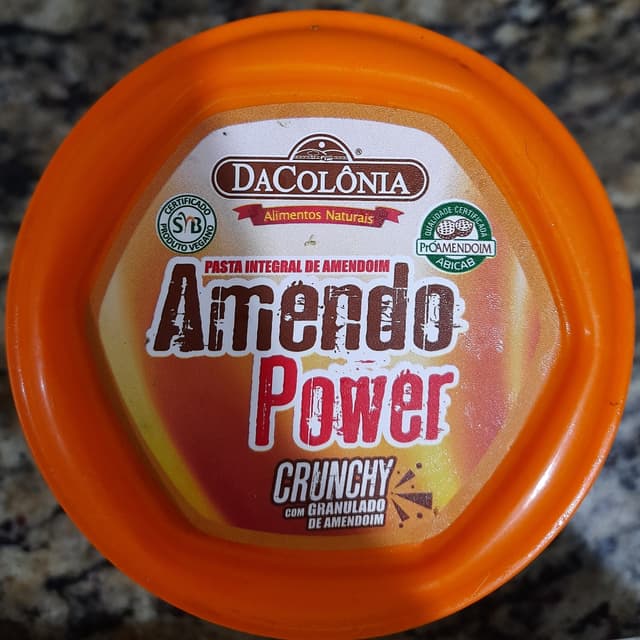 DACOLÔNIA
®
Alimentos Naturais
CERTIFICADO
SVB
PRODUTO VEGANO
QUALIDADE CERTIFICADA
PRÓAMENDOIM
ABICAB
PASTA INTEGRAL DE AMENDOIM
Amendo
Power
CRUNCHY
COM GRANULADO
DE AMENDOIM